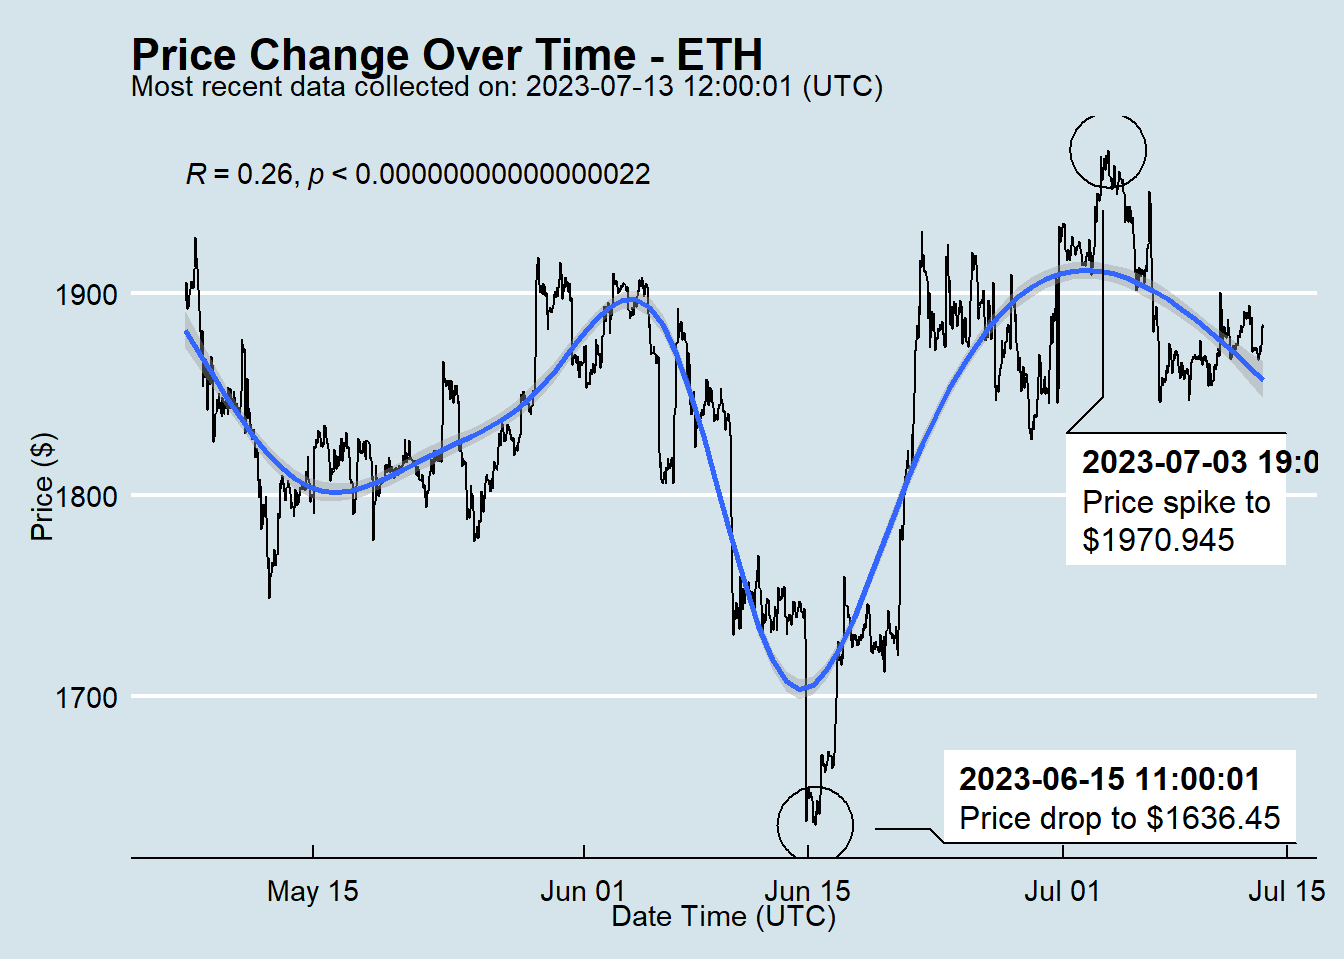 Price Change Over Time - ETH
Most recent data collected on: 2023-07-13 12:00:01 (UTC)
R = 0.26, p < 0.00000000000000022
1900
1800
1700
Price ($)
2023-07-03 19:0
Price spike to
$1970.945
2023-06-15 11:00:01
Price drop to $1636.45
May 15
Jun 01
Jun 15
Jul 01
Jul 15
Date Time (UTC)